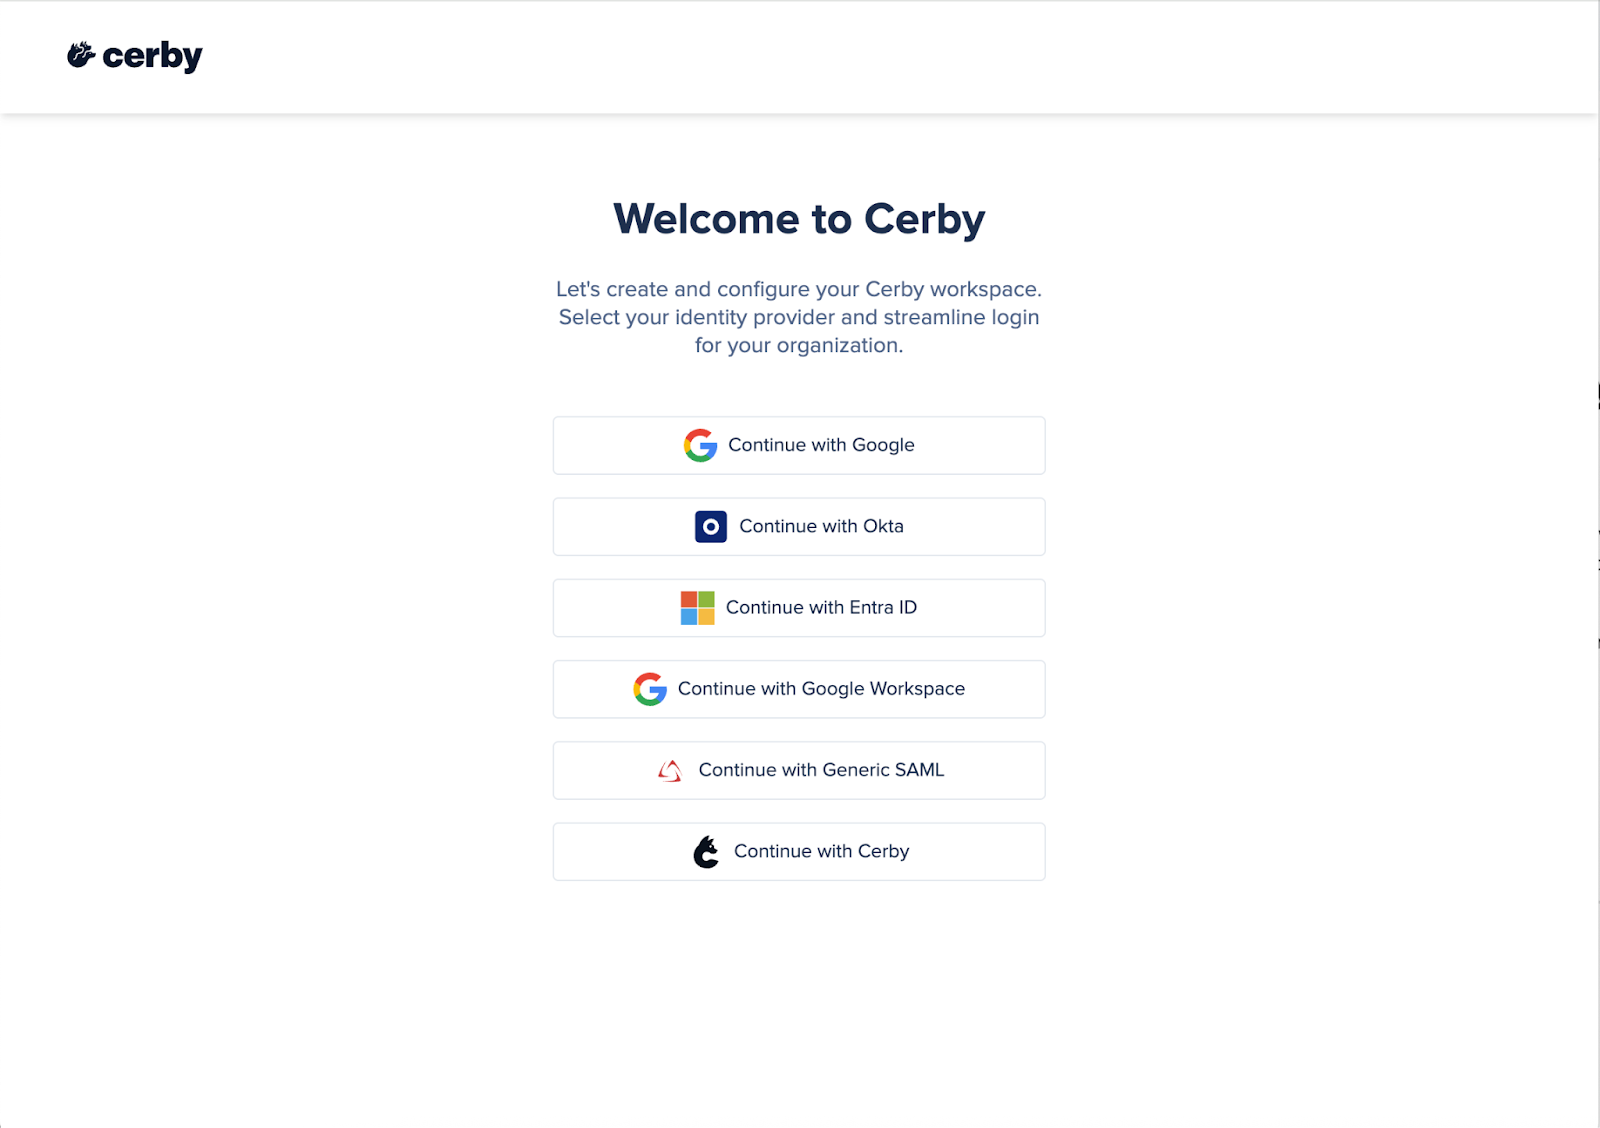 cerby
Welcome to Cerby
Let's create and configure your Cerby workspace.
Select your identity provider and streamline login
for your organization.
Continue with Google
Continue with Okta
Continue with Entra ID
Continue with Google Workspace
Continue with Generic SAML
Continue with Cerby